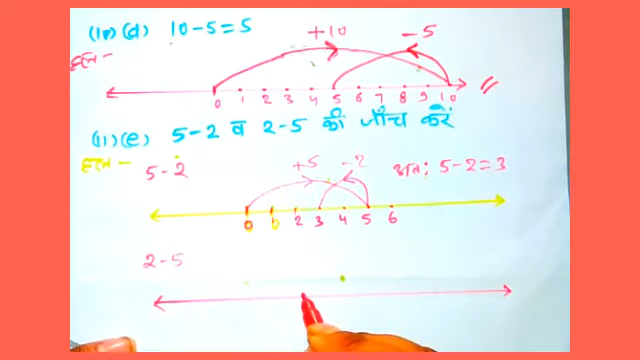 (10) (d) 10-5=5
हल- +10 -5
0 1 2 3 4 5 6 7 8 9 10
(11) (e) 5-2 व 2-5 की जाँच करें
हल-
5-2 +5 -2 अतः 5-2=3
0 1 2 3 4 5 6
2-5